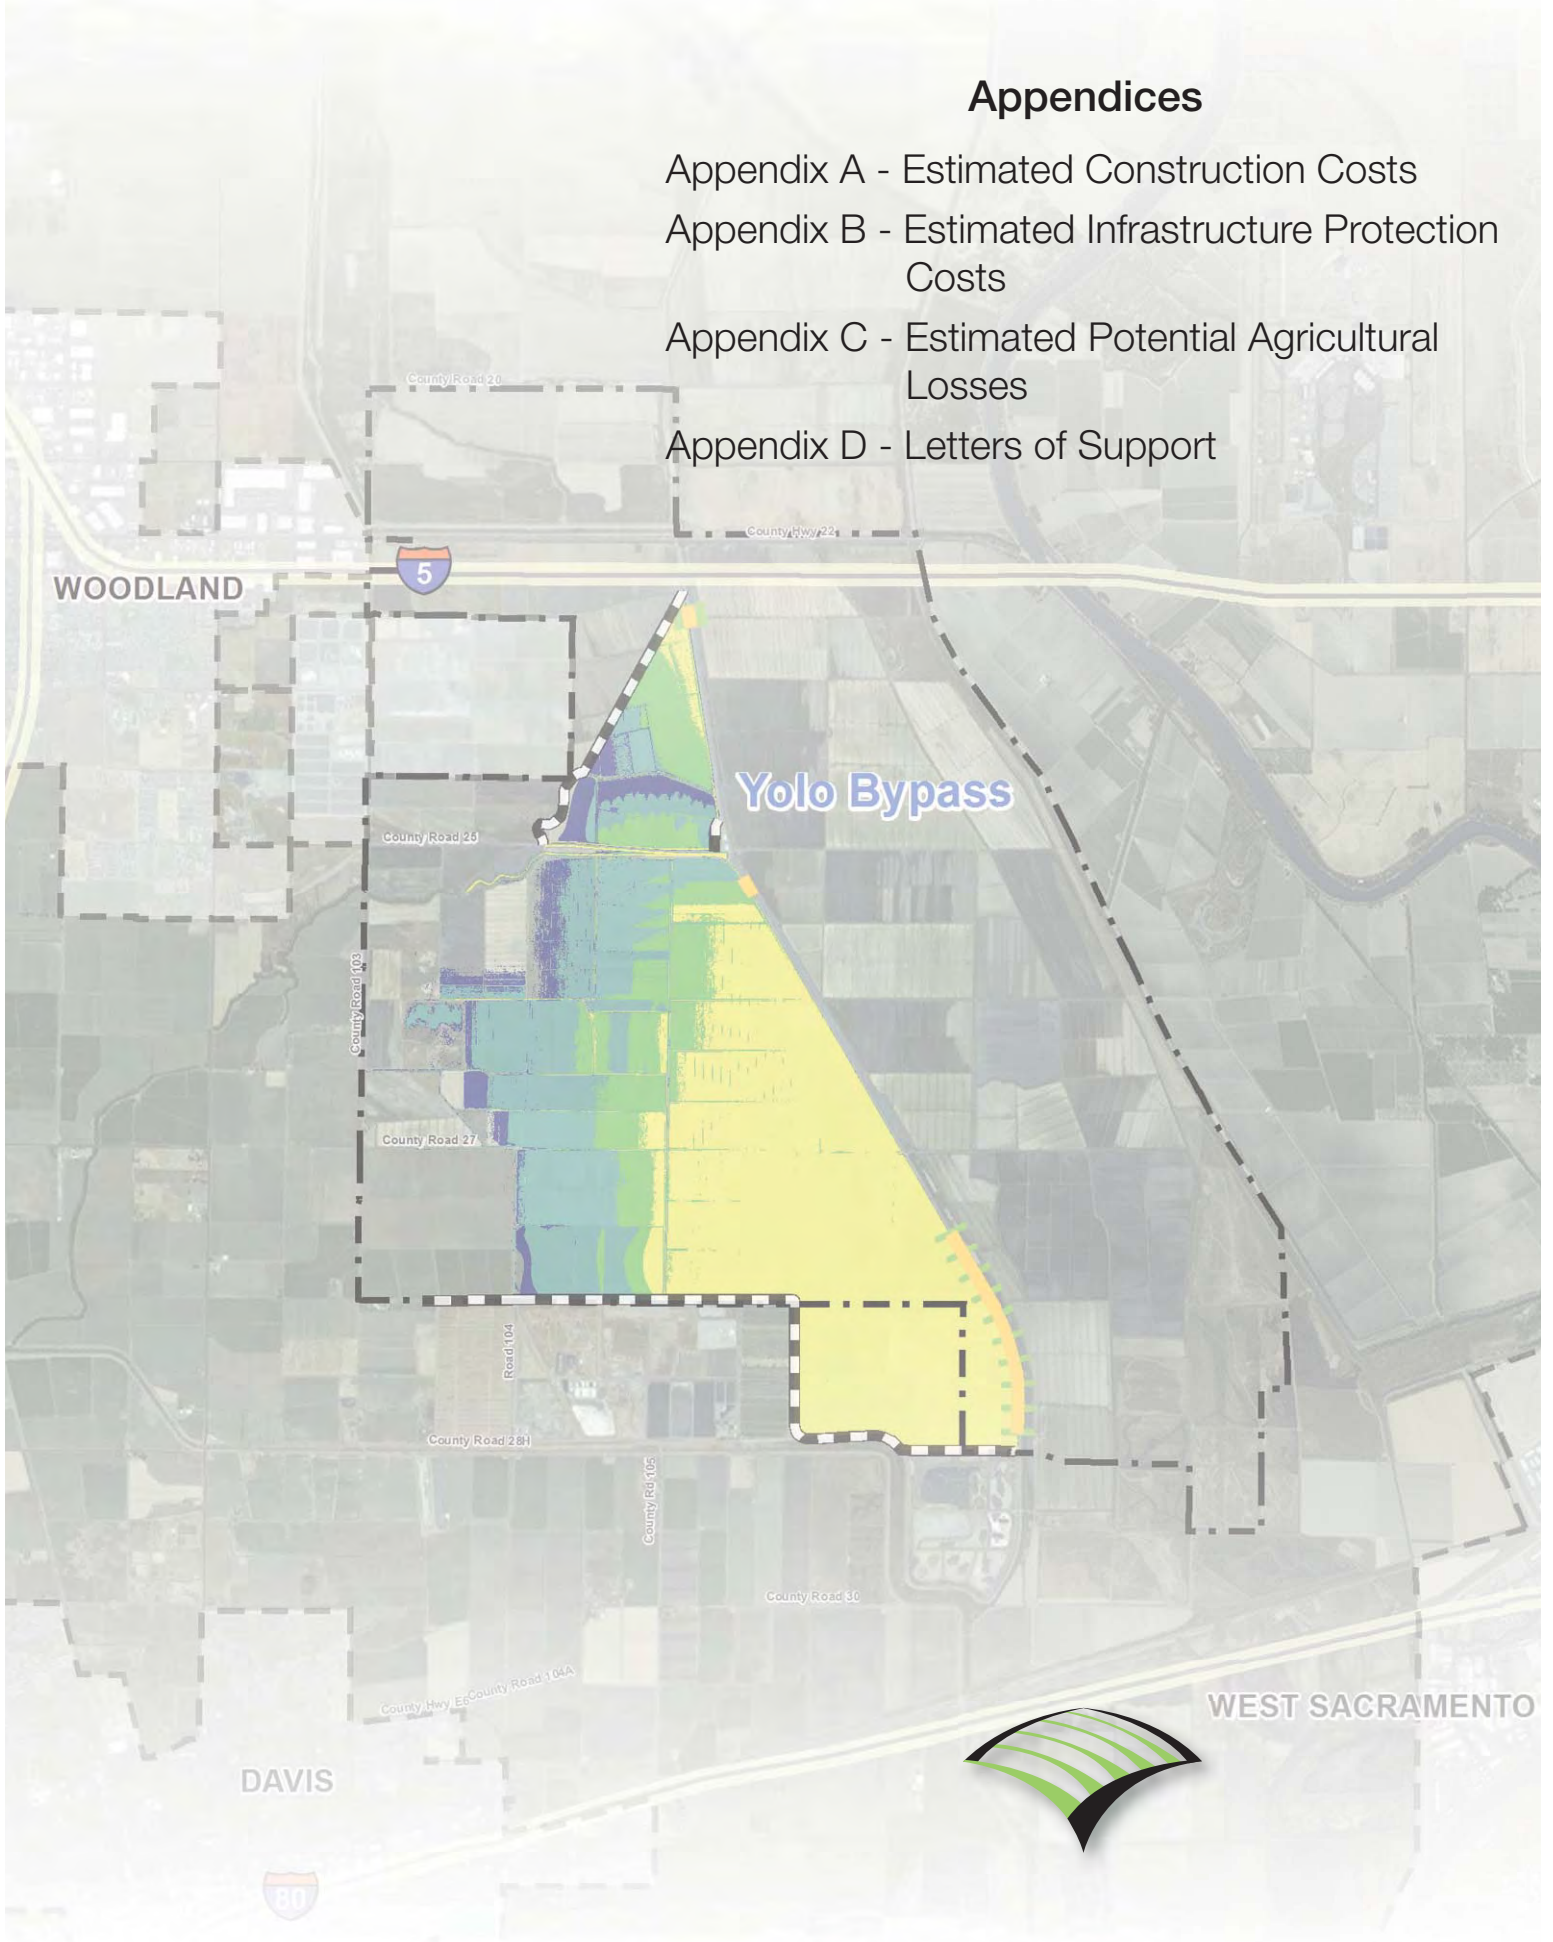 Appendices
Appendix A - Estimated Construction Costs
Appendix B - Estimated Infrastructure Protection
Costs
Appendix C - Estimated Potential Agricultural
Losses
Appendix D - Letters of Support
County Road 20
County Hwy 22
5
WOODLAND
Yolo Bypass
County Road 25
County Road 103
County Road 27
Road 104
County Road 28H
County Rd 105
County Road 30
County Hwy E6
County Road 104A
WEST SACRAMENTO
DAVIS
80